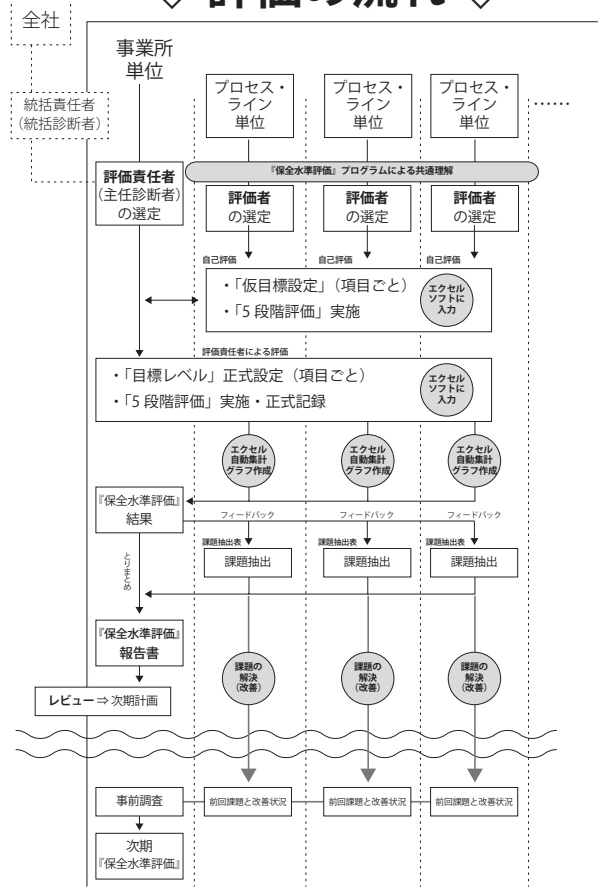 ◇ 評価の流れ ◇
全社
事業所
単位
統括責任者
(統括診断者)
プロセス・
ライン
単位
プロセス・
ライン
単位
プロセス・
ライン
単位
……
『保全水準評価』プログラムによる共通理解
評価責任者
(主任診断者)
の選定
評価者
の選定
評価者
の選定
評価者
の選定
自己評価
自己評価
自己評価
・「仮目標設定」(項目ごと)
・「5 段階評価」実施
エクセル
ソフトに
入力
評価責任者による評価
・「目標レベル」正式設定(項目ごと)
・「5 段階評価」実施・正式記録
エクセル
ソフトに
入力
エクセル
自動集計
グラフ作成
エクセル
自動集計
グラフ作成
エクセル
自動集計
グラフ作成
『保全水準評価』
結果
フィードバック
フィードバック
フィードバック
課題抽出表
課題抽出表
課題抽出表
課題抽出
課題抽出
課題抽出
とりまとめ
『保全水準評価』
報告書
課題の
解決
(改善)
課題の
解決
(改善)
課題の
解決
(改善)
レビュー ⇒ 次期計画
事前調査
前回課題と改善状況
前回課題と改善状況
前回課題と改善状況
次期
『保全水準評価』